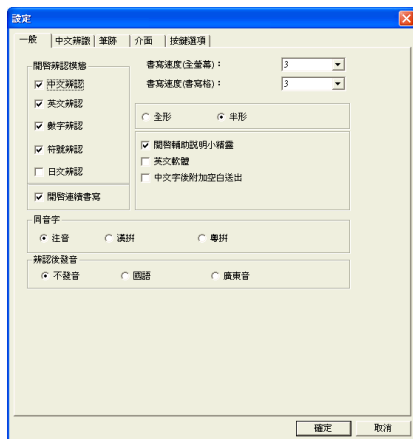 設定
一般 中文辨識 筆跡 介面 按鍵選項
開啓辨認模態
中文辨認
英文辨認
數字辨認
符號辨認
日文辨認
開啓連續書寫
書寫速度(全螢幕)： 3
書寫速度(書寫格)： 3
全形 半形
開啓輔助說明小精靈
英文軟體
中文字後附加空白送出
同音字
注音 漢拼 粵拼
辨認後發音
不發音 國語 廣東音
確定 取消